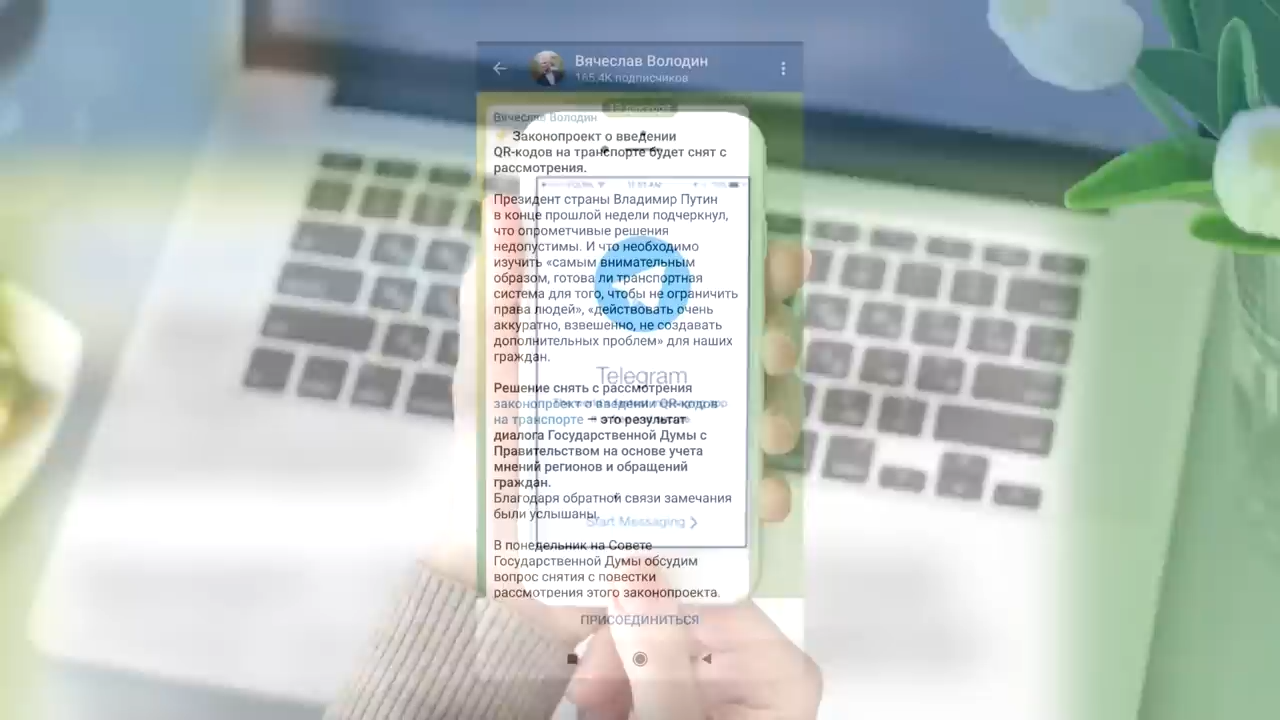 Вячеслав Володин
165,4K подписчиков
Вячеслав Володин
Законопроект о введении
QR-кодов на транспорте будет снят с
рассмотрения.
Президент страны Владимир Путин
в конце прошлой недели подчеркнул,
что опрометчивые решения
недопустимы. И что необходимо
изучить «самым внимательным
образом, готова ли транспортная
система для того, чтобы не ограничить
права людей», «действовать очень
аккуратно, взвешенно, не создавать
дополнительных проблем» для наших
граждан.
Telegram
Решение снять с рассмотрения
законопроект о введении QR-кодов
на транспорте — это результат
диалога Государственной Думы с
Правительством на основе учета
мнений регионов и обращений
граждан.
Благодаря обратной связи замечания
были услышаны.
Start Messaging
В понедельник на Совете
Государственной Думы обсудим
вопрос снятия с повестки
рассмотрения этого законопроекта.
ПРИСОЕДИНИТЬСЯ